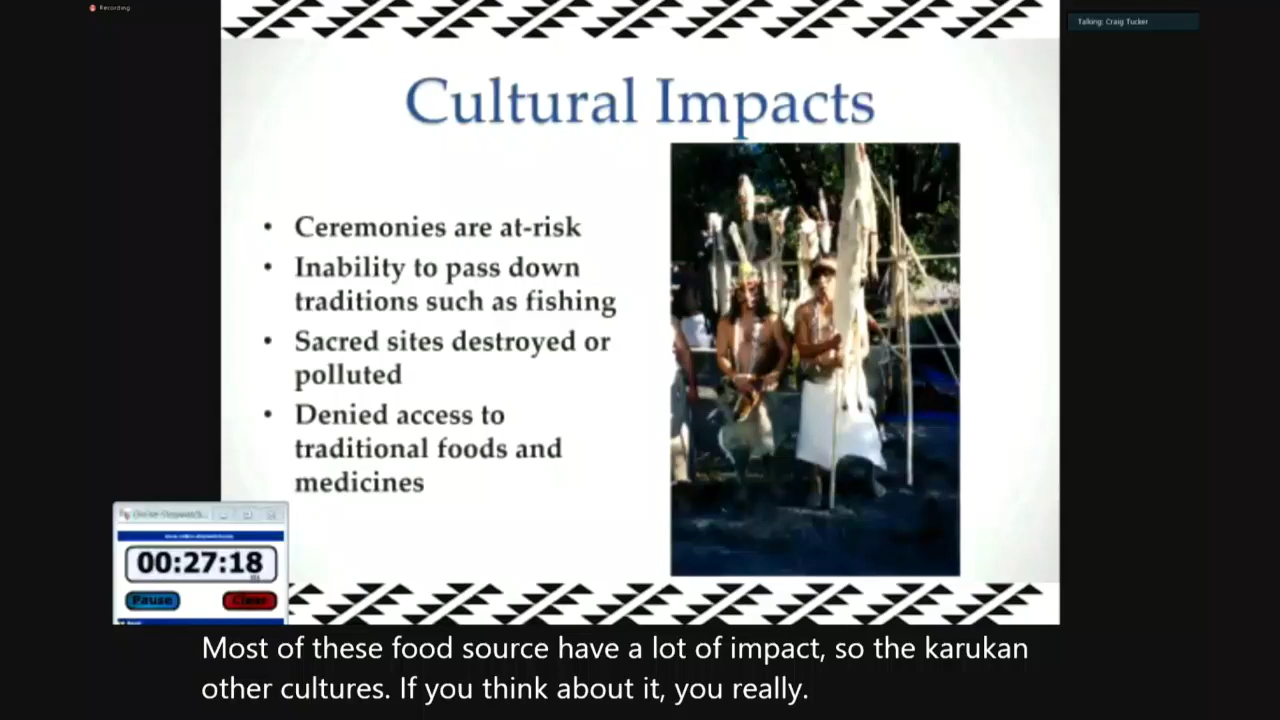 Recording
Talking: Craig Tucker
Cultural Impacts
• Ceremonies are at-risk
• Inability to pass down
traditions such as fishing
• Sacred sites destroyed or
polluted
• Denied access to
traditional foods and
medicines
00:27:18
Pause
Clear
Most of these food source have a lot of impact, so the karukan
other cultures. If you think about it, you really.